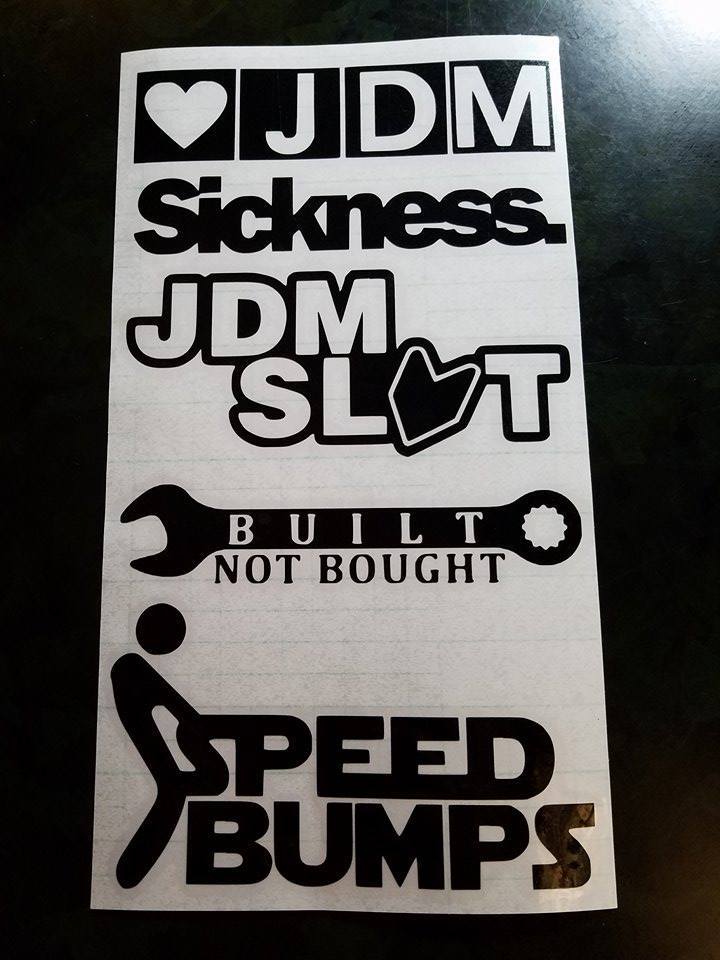 JDM
Sickness.
JDM
SLUT
BUILT
NOT BOUGHT
SPEED
BUMPS